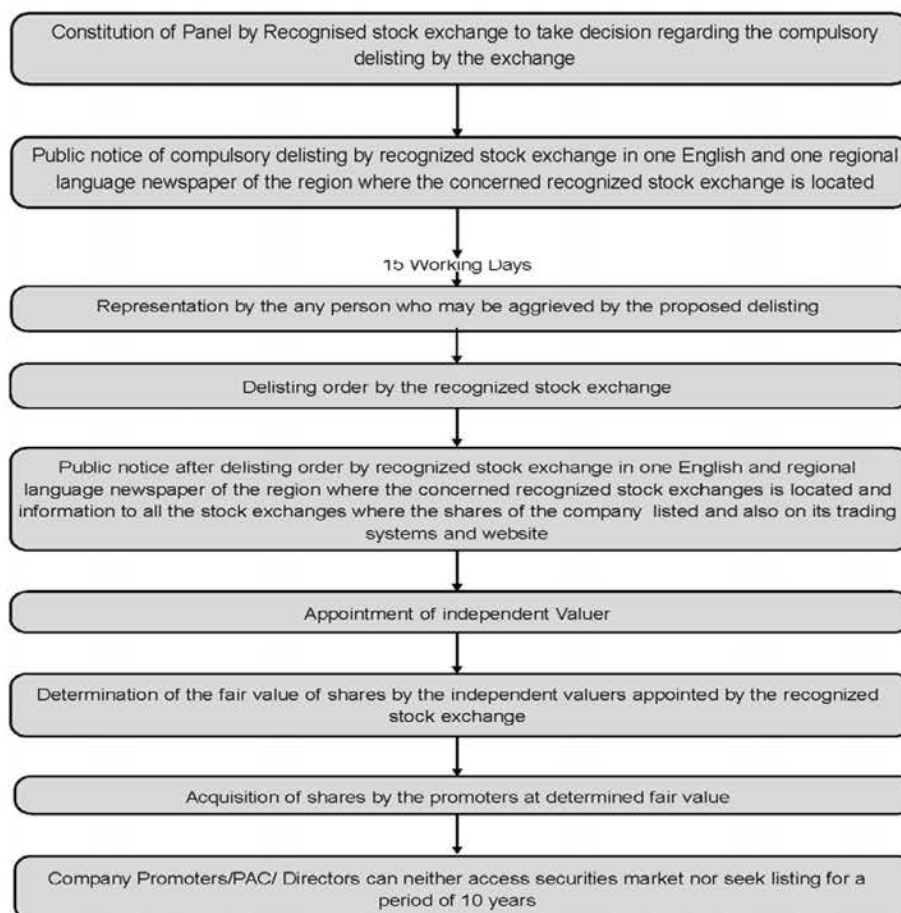 Constitution of Panel by Recognised stock exchange to take decision regarding the compulsory
delisting by the exchange
Public notice of compulsory delisting by recognized stock exchange in one English and one regional
language newspaper of the region where the concerned recognized stock exchange is located
15 Working Days
Representation by the any person who may be aggrieved by the proposed delisting
Delisting order by the recognized stock exchange
Public notice after delisting order by recognized stock exchange in one English and regional
language newspaper of the region where the concerned recognized stock exchanges is located and
information to all the stock exchanges where the shares of the company listed and also on its trading
systems and website
Appointment of independent Valuer
Determination of the fair value of shares by the independent valuers appointed by the recognized
stock exchange
Acquisition of shares by the promoters at determined fair value
Company Promoters/PAC/ Directors can neither access securities market nor seek listing for a
period of 10 years